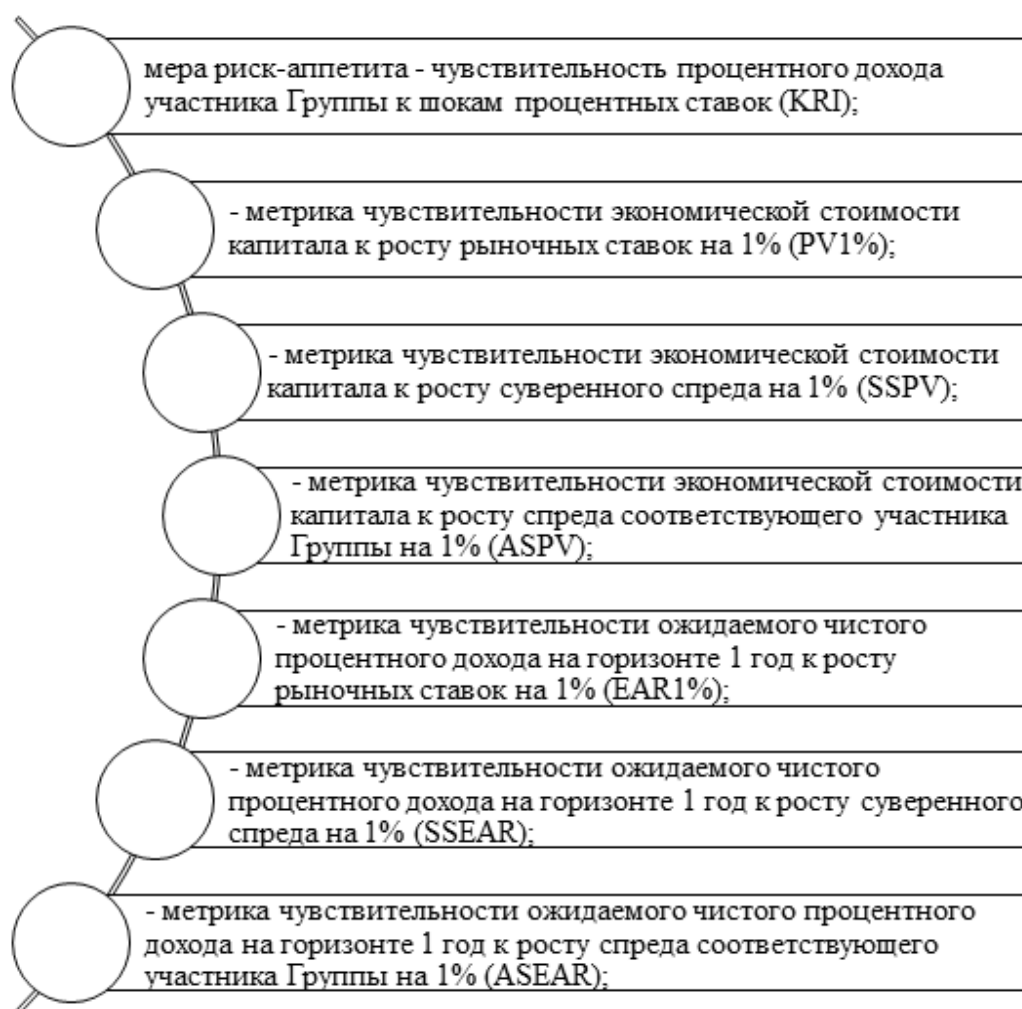 мера риск-аппетита - чувствительность процентного дохода
участника Группы к шокам процентных ставок (KRI);
- метрика чувствительности экономической стоимости
капитала к росту рыночных ставок на 1% (PV1%);
- метрика чувствительности экономической стоимости
капитала к росту суверенного спреда на 1% (SSPV);
- метрика чувствительности экономической стоимости
капитала к росту спреда соответствующего участника
Группы на 1% (ASPV);
- метрика чувствительности ожидаемого чистого
процентного дохода на горизонте 1 год к росту
рыночных ставок на 1% (EAR1%);
- метрика чувствительности ожидаемого чистого
процентного дохода на горизонте 1 год к росту суверенного
спреда на 1% (SSEAR);
- метрика чувствительности ожидаемого чистого процентного
дохода на горизонте 1 год к росту спреда соответствующего
участника Группы на 1% (ASEAR);